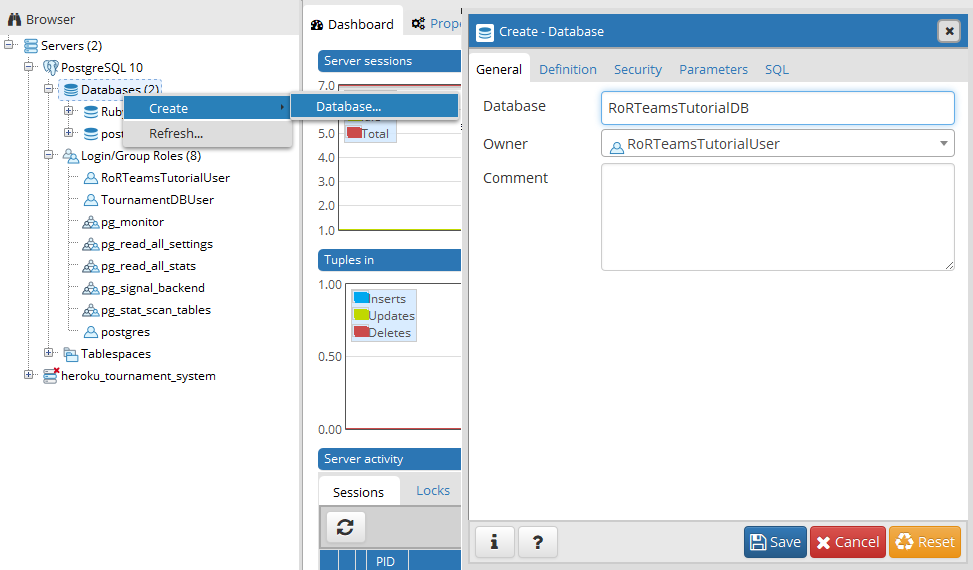 Browser
Servers (2)
PostgreSQL 10
Databases (2)
Ruby
post
Create
Refresh...
Database...
Login/Group Roles (8)
RoRTeamsTutorialUser
TournamentDBUser
pg_monitor
pg_read_all_settings
pg_read_all_stats
pg_signal_backend
pg_stat_scan_tables
postgres
Tablespaces
heroku_tournament_system
Dashboard
Prope
Server sessions
7.0
5.0
4.0
3.0
2.0
1.0
Total
Tuples in
1.00
0.50
0.00
Inserts
Updates
Deletes
Server activity
Sessions
Locks
PID
Create - Database
General Definition Security Parameters SQL
Database RoRTeamsTutorialDB
Owner RoRTeamsTutorialUser
Comment
i ? Save Cancel Reset